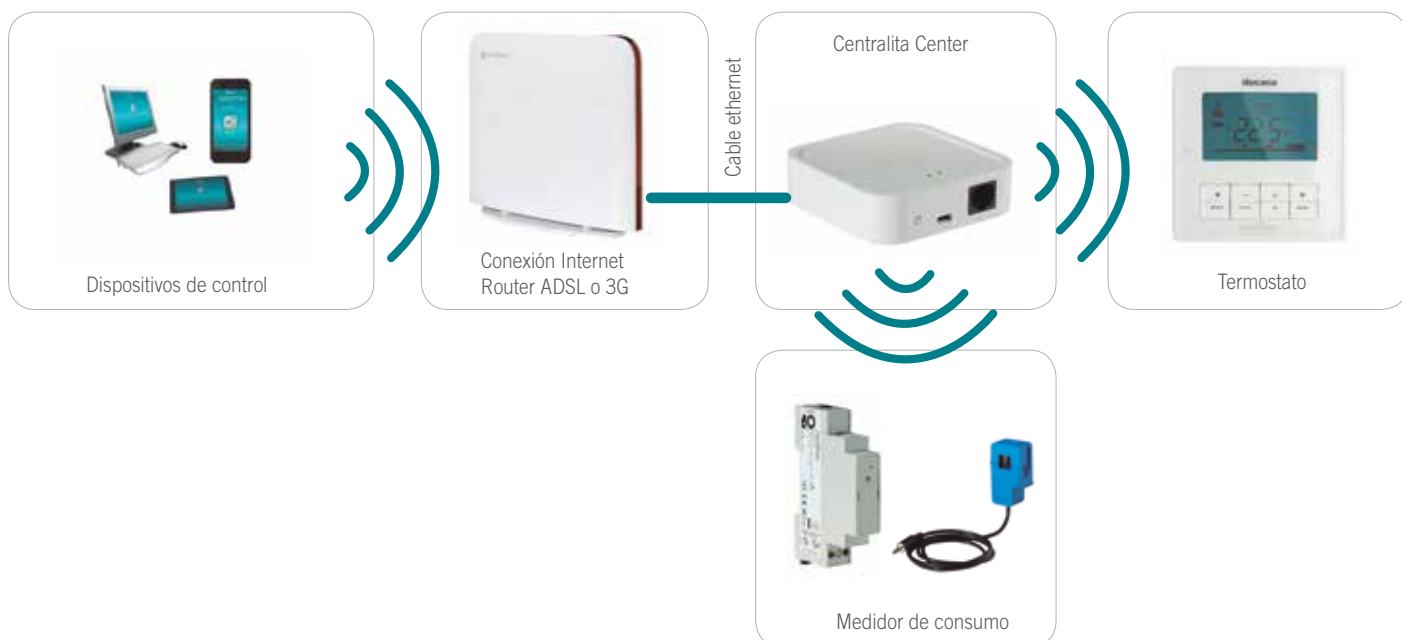 Dispositivos de control
Conexión Internet
Router ADSL o 3G
Cable ethernet
Centralita Center
Termostato
Medidor de consumo